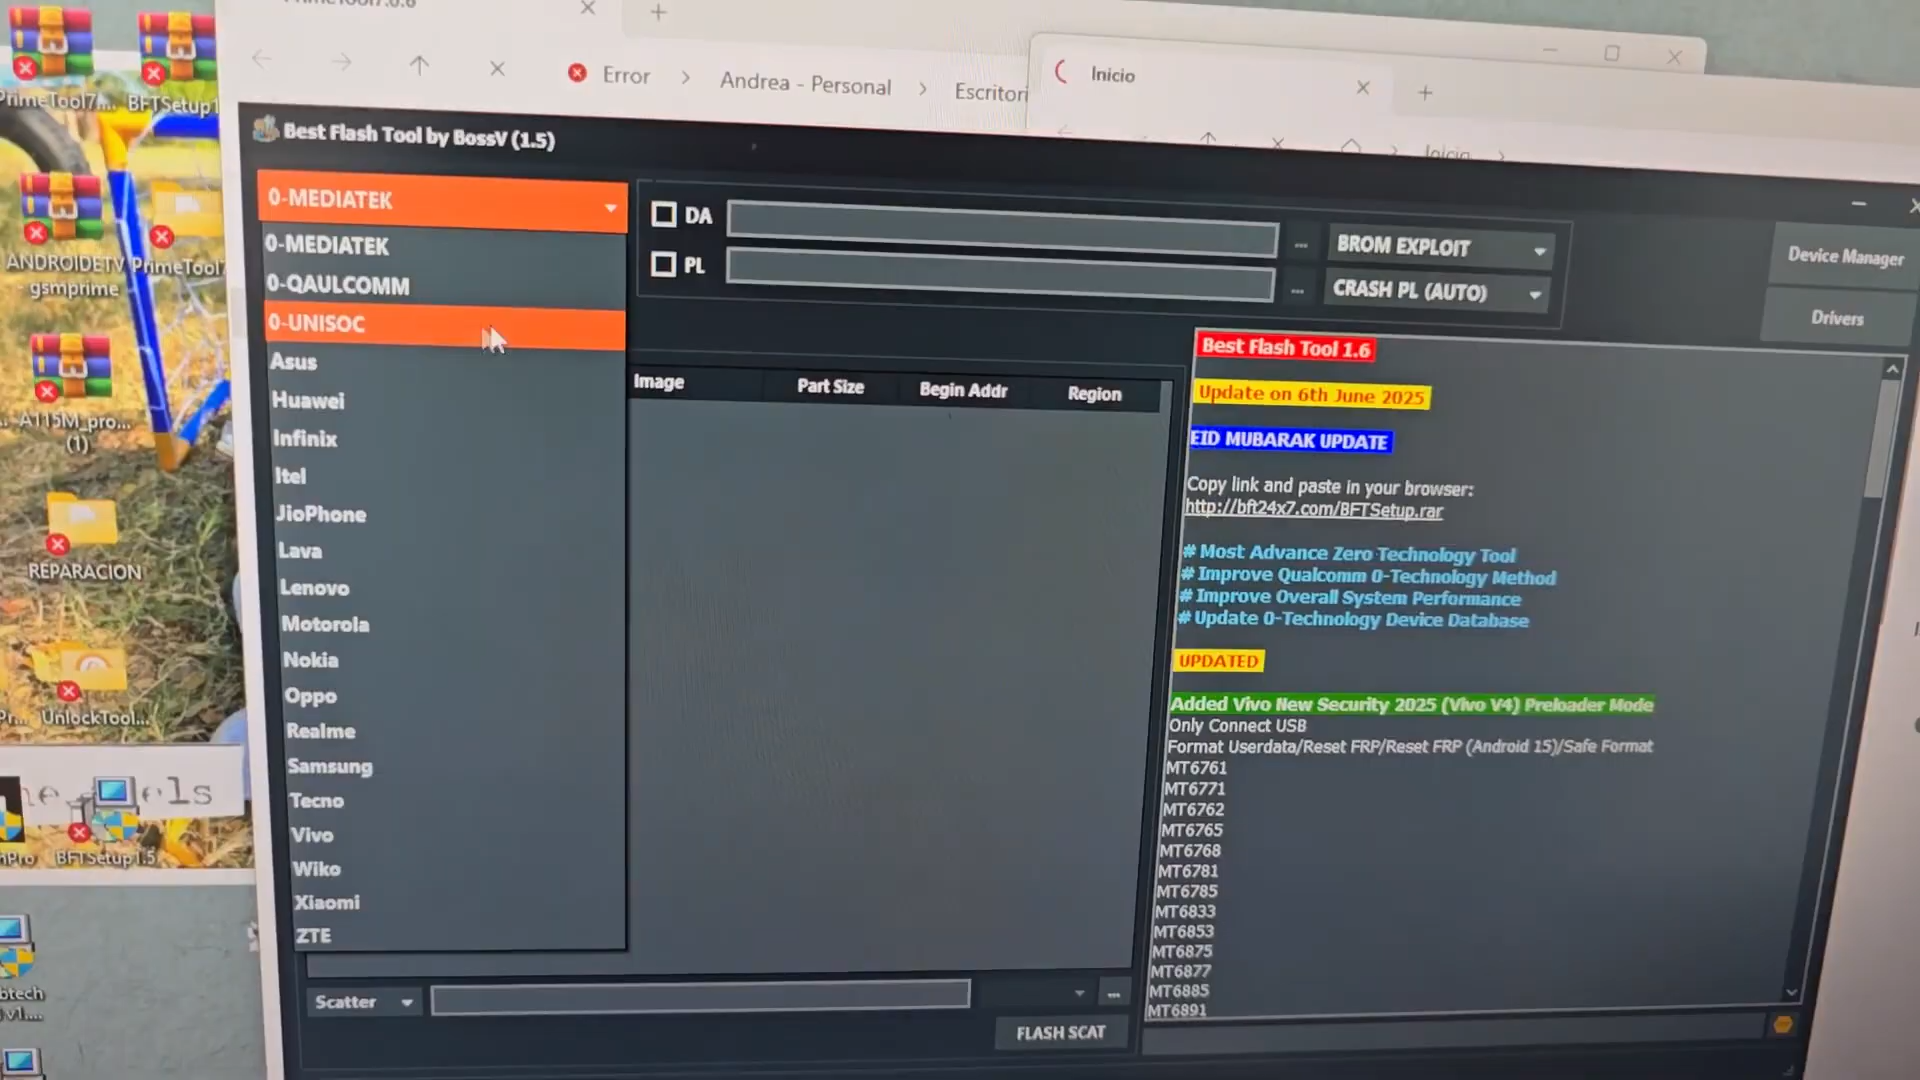 PrimeTool7.0.6
Error > Andrea - Personal > Escritori
Inicio
Inicio
PrimeTool7...
BFTSetup1
ANDROIDETV
- gsmprime
PrimeTool7
A115M_pro...
(1)
REPARACION
UnlockTool...
BFTSetup1.5
Best Flash Tool by BossV (1.5)
0-MEDIATEK
0-MEDIATEK
0-QAULCOMM
0-UNISOC
Asus
Huawei
Infinix
Itel
JioPhone
Lava
Lenovo
Motorola
Nokia
Oppo
Realme
Samsung
Tecno
Vivo
Wiko
Xiaomi
ZTE
DA
...
BROM EXPLOIT
PL
...
CRASH PL (AUTO)
Device Manager
Drivers
Image Part Size Begin Addr Region
Best Flash Tool 1.6
Update on 6th June 2025
EID MUBARAK UPDATE
Copy link and paste in your browser:
http://bft24x7.com/BFTSetup.rar
# Most Advance Zero Technology Tool
# Improve Qualcomm 0-Technology Method
# Improve Overall System Performance
# Update 0-Technology Device Database
UPDATED
Added Vivo New Security 2025 (Vivo V4) Preloader Mode
Only Connect USB
Format Userdata/Reset FRP/Reset FRP (Android 15)/Safe Format
MT6761
MT6771
MT6762
MT6765
MT6768
MT6781
MT6785
MT6833
MT6853
MT6875
MT6877
MT6885
MT6891
Scatter
...
FLASH SCAT